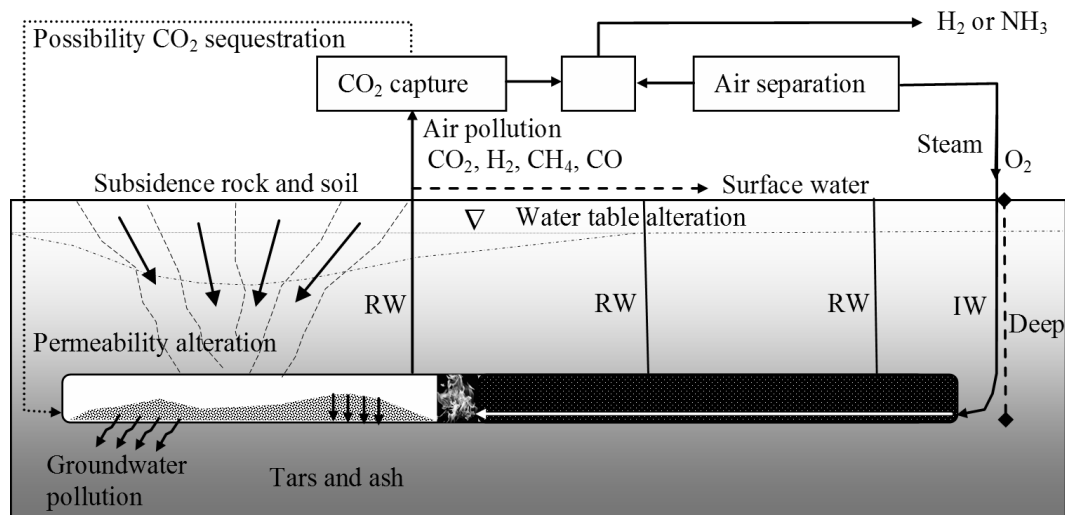 H₂ or NH₃
Possibility CO₂ sequestration
CO₂ capture
Air separation
Air pollution
CO₂, H₂, CH₄, CO
Steam
O₂
Subsidence rock and soil
Surface water
Water table alteration
RW
RW
RW
IW
Deep
Permeability alteration
Groundwater
pollution
Tars and ash